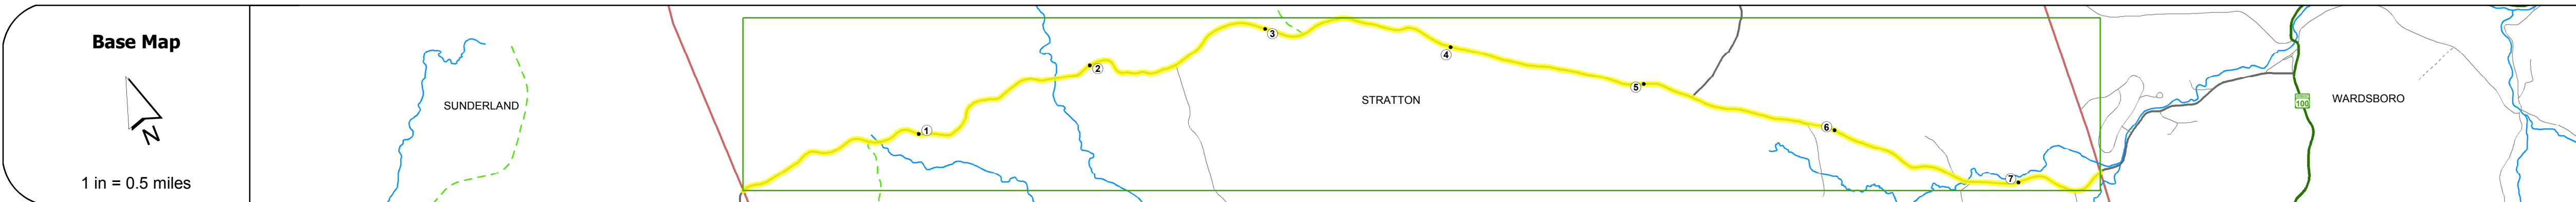 Base Map
N
1 in = 0.5 miles
SUNDERLAND
1
2
3
STRATTON
4
5
6
7
100
WARDSBORO